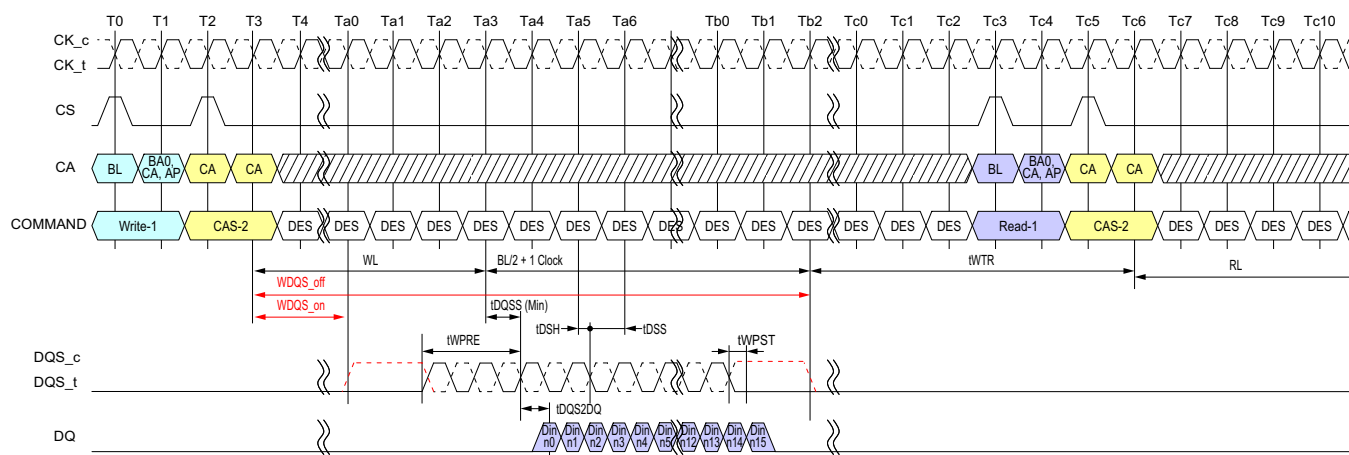 T0 T1 T2 T3 T4 Ta0 Ta1 Ta2 Ta3 Ta4 Ta5 Ta6 Tb0 Tb1 Tb2 Tc0 Tc1 Tc2 Tc3 Tc4 Tc5 Tc6 Tc7 Tc8 Tc9 Tc10
CK_c
CK_t
CS
CA BL BA0, CA, AP CA CA BL BA0, CA, AP CA CA
COMMAND Write-1 CAS-2 DES DES DES DES DES DES DES DES DES DES DES DES DES DES DES Read-1 CAS-2 DES DES DES DES
WL BL/2 + 1 Clock tWTR RL
WDQS_off
WDQS_on tDQSS (Min)
tDSH tDSS
tWPRE tWPST
DQS_c
DQS_t
tDQS2DQ
DQ Din n0 Din n1 Din n2 Din n3 Din n4 Din n5 Din n12 Din n13 Din n14 Din n15